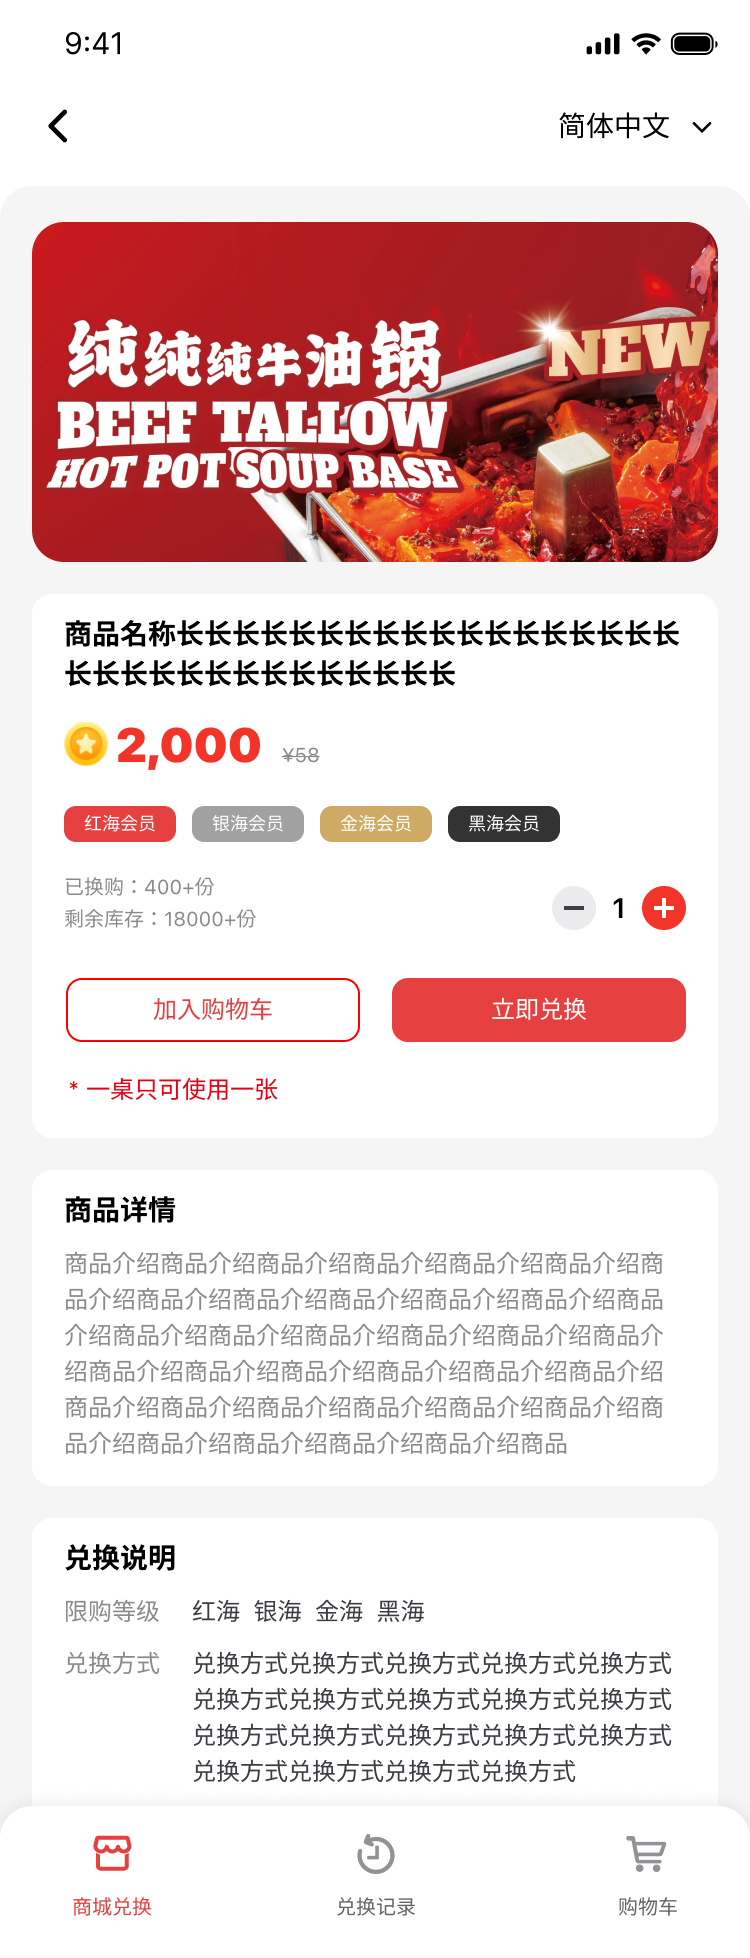 9:41
简体中文
纯纯纯牛油锅
NEW
BEEF TALLOW
HOT POT SOUP BASE
商品名称长长长长长长长长长长长长长长长长长长
长长长长长长长长长长长长长长
2,000 ¥58
红海会员 银海会员 金海会员 黑海会员
已换购：400+份
剩余库存：18000+份
1
加入购物车 立即兑换
* 一桌只可使用一张
商品详情
商品介绍商品介绍商品介绍商品介绍商品介绍商品介绍商
品介绍商品介绍商品介绍商品介绍商品介绍商品介绍商品
介绍商品介绍商品介绍商品介绍商品介绍商品介绍商品介
绍商品介绍商品介绍商品介绍商品介绍商品介绍商品介绍
商品介绍商品介绍商品介绍商品介绍商品介绍商品介绍商
品介绍商品介绍商品介绍商品介绍商品介绍商品
兑换说明
限购等级 红海 银海 金海 黑海
兑换方式 兑换方式兑换方式兑换方式兑换方式兑换方式
兑换方式兑换方式兑换方式兑换方式兑换方式
兑换方式兑换方式兑换方式兑换方式兑换方式
兑换方式兑换方式兑换方式兑换方式
商城兑换 兑换记录 购物车